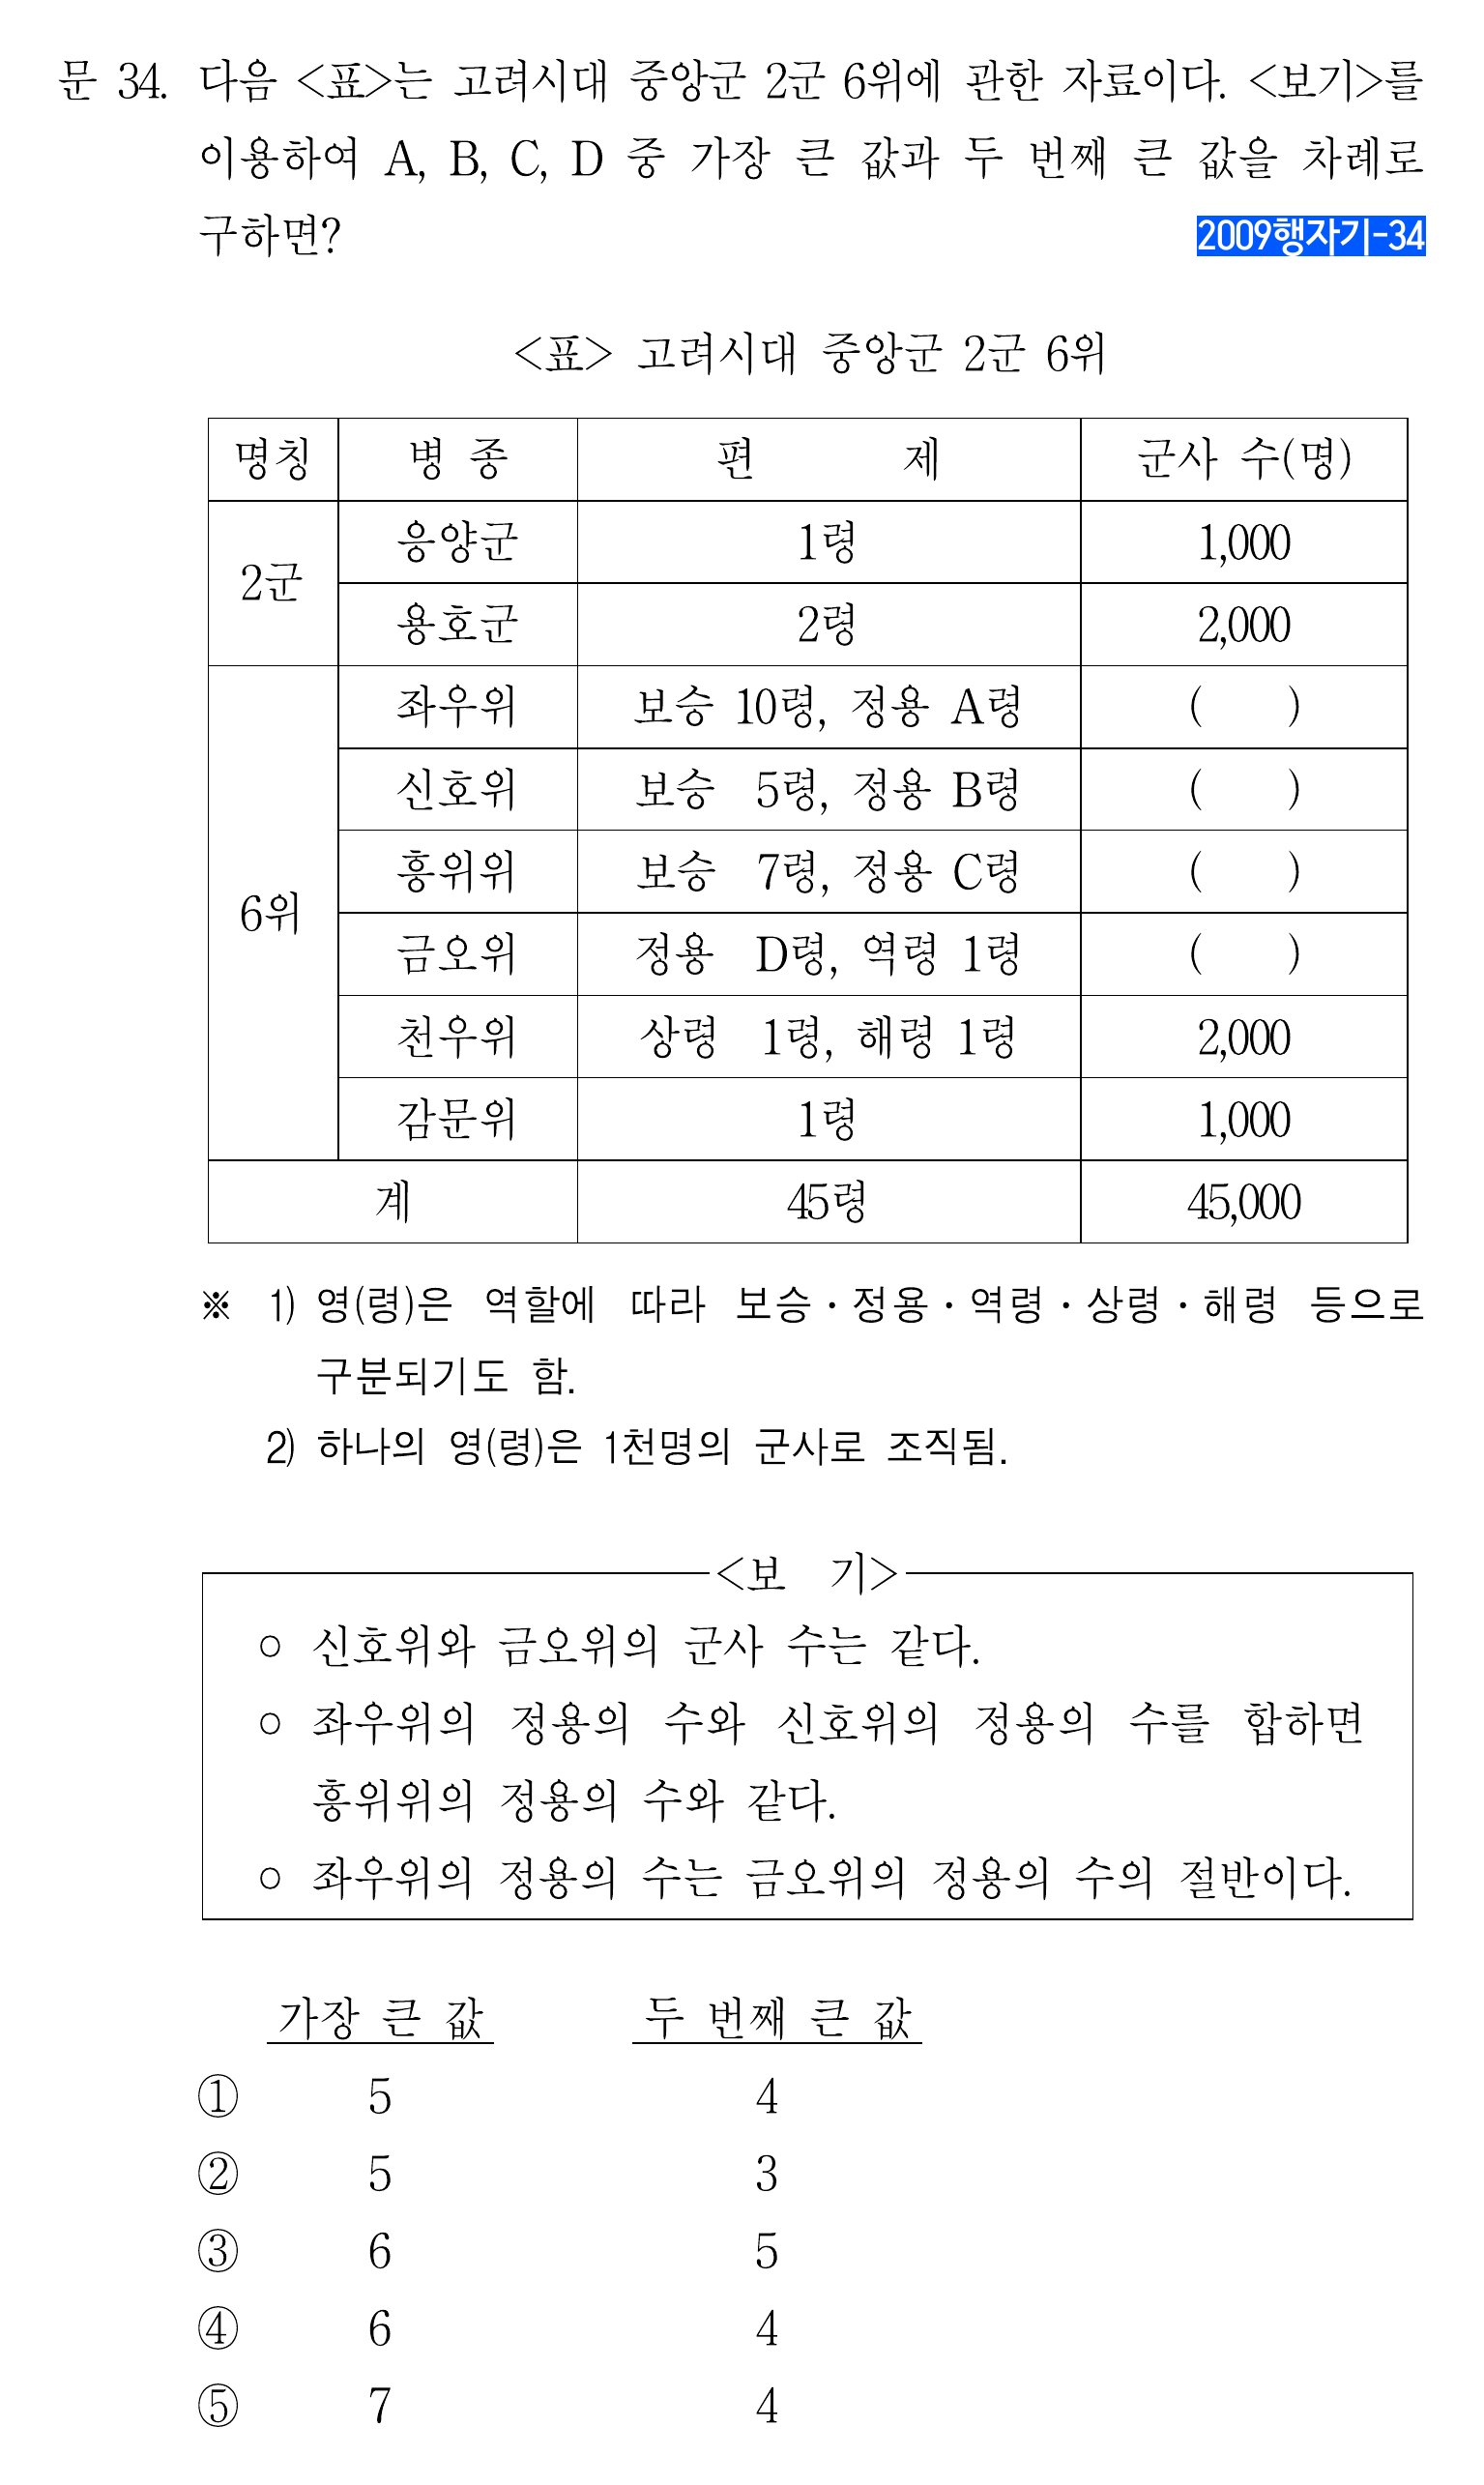 문 34. 다음 <표>는 고려시대 중앙군 2군 6위에 관한 자료이다. <보기>를
이용하여 A, B, C, D 중 가장 큰 값과 두 번째 큰 값을 차례로
구하면? 2009행자기-34
<표> 고려시대 중앙군 2군 6위
명칭 병 종 편 제 군사 수(명)
2군 응양군 1령 1,000
용호군 2령 2,000
6위 좌우위 보승 10령, 정용 A령 ( )
신호위 보승 5령, 정용 B령 ( )
흥위위 보승 7령, 정용 C령 ( )
금오위 정용 D령, 역령 1령 ( )
천우위 상령 1령, 해령 1령 2,000
감문위 1령 1,000
계 45령 45,000
※ 1) 영(령)은 역할에 따라 보승·정용·역령·상령·해령 등으로
구분되기도 함.
2) 하나의 영(령)은 1천명의 군사로 조직됨.
<보 기>
○ 신호위와 금오위의 군사 수는 같다.
○ 좌우위의 정용의 수와 신호위의 정용의 수를 합하면
흥위위의 정용의 수와 같다.
○ 좌우위의 정용의 수는 금오위의 정용의 수의 절반이다.
가장 큰 값 두 번째 큰 값
① 5 4
② 5 3
③ 6 5
④ 6 4
⑤ 7 4